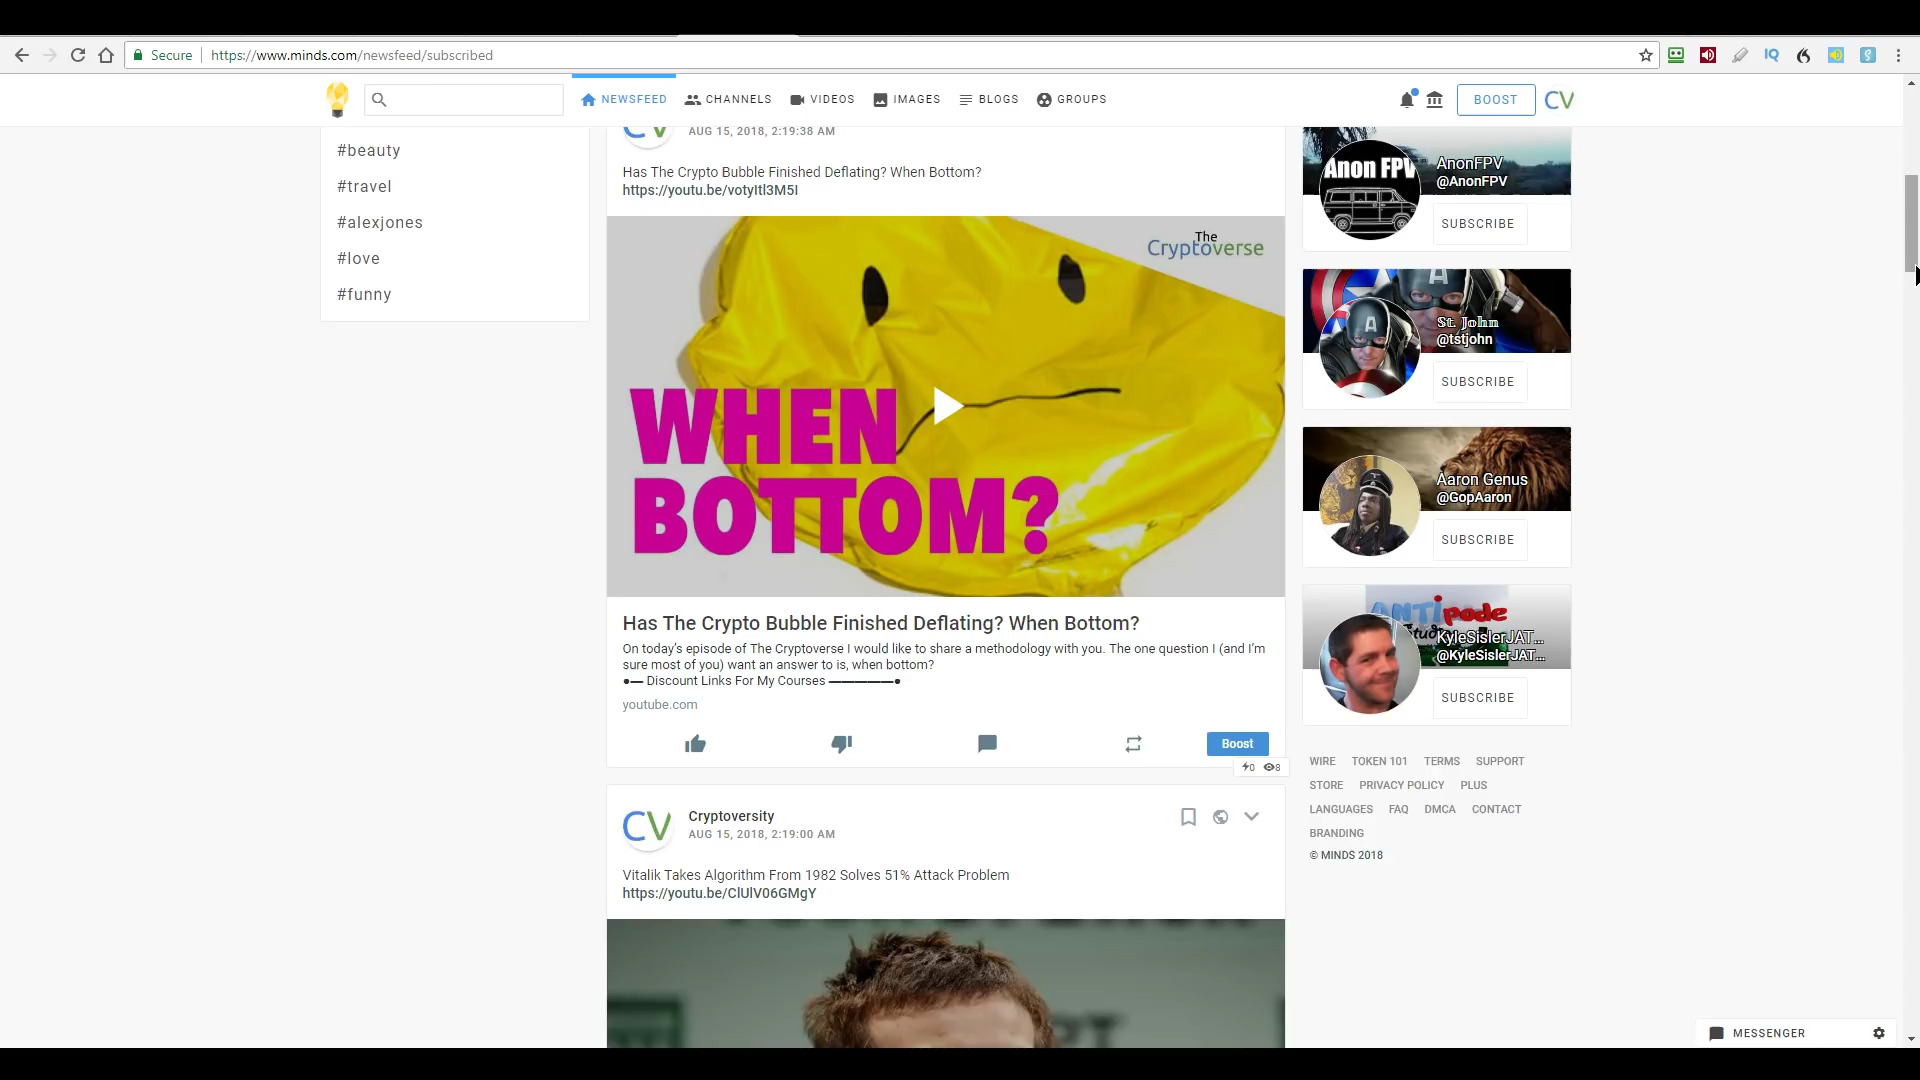 Secure
https://www.minds.com/newsfeed/subscribed
IQ
NEWSFEED
CHANNELS
VIDEOS
IMAGES
BLOGS
GROUPS
BOOST
CV
#beauty
#travel
#alexjones
#love
#funny
CV
AUG 15, 2018, 2:19:38 AM
Has The Crypto Bubble Finished Deflating? When Bottom?
https://youtu.be/votyItl3M5I
The
Cryptoverse
WHEN
BOTTOM?
Has The Crypto Bubble Finished Deflating? When Bottom?
On today's episode of The Cryptoverse I would like to share a methodology with you. The one question I (and I'm
sure most of you) want an answer to is, when bottom?
●▬ Discount Links For My Courses ▬▬▬▬▬●
youtube.com
Boost
0
8
CV
Cryptoversity
AUG 15, 2018, 2:19:00 AM
Vitalik Takes Algorithm From 1982 Solves 51% Attack Problem
https://youtu.be/ClUlV06GMgY
Anon FPV
AnonFPV
@AnonFPV
SUBSCRIBE
A
A
St. John
@tstjohn
SUBSCRIBE
Aaron Genus
@GopAaron
SUBSCRIBE
ANTipode
KyleSislerJAT...
@KyleSislerJAT...
SUBSCRIBE
WIRE
TOKEN 101
TERMS
SUPPORT
STORE
PRIVACY POLICY
PLUS
LANGUAGES
FAQ
DMCA
CONTACT
BRANDING
© MINDS 2018
MESSENGER